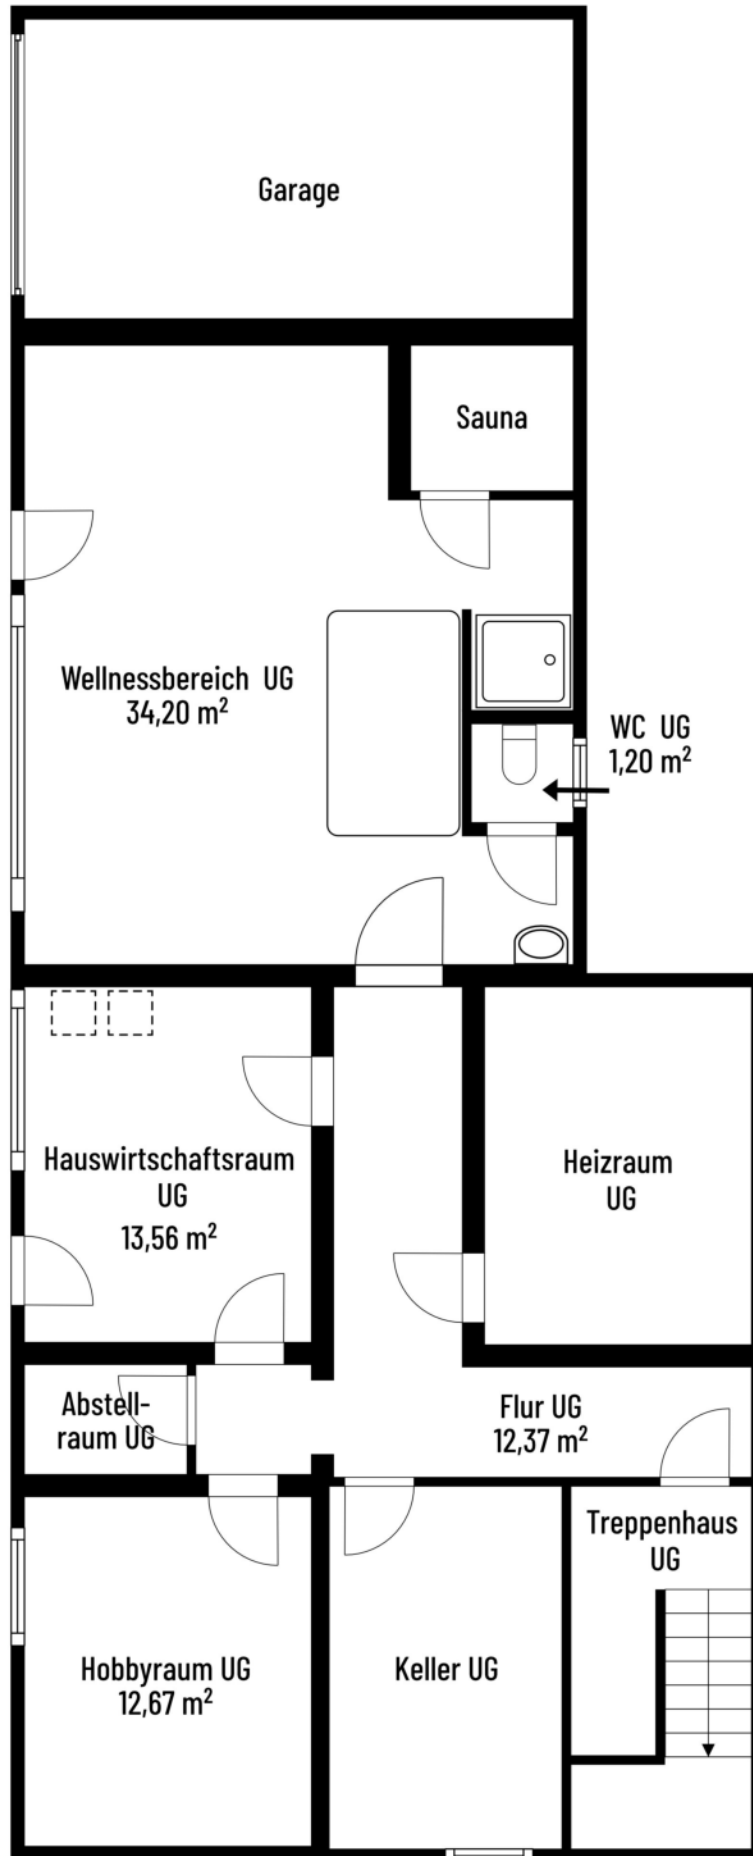 Garage
Sauna
Wellnessbereich UG
34,20 m²
WC UG
1,20 m²
Hauswirtschaftsraum
UG
13,56 m²
Heizraum
UG
Abstell-
raum UG
Flur UG
12,37 m²
Treppenhaus
UG
Hobbyraum UG
12,67 m²
Keller UG